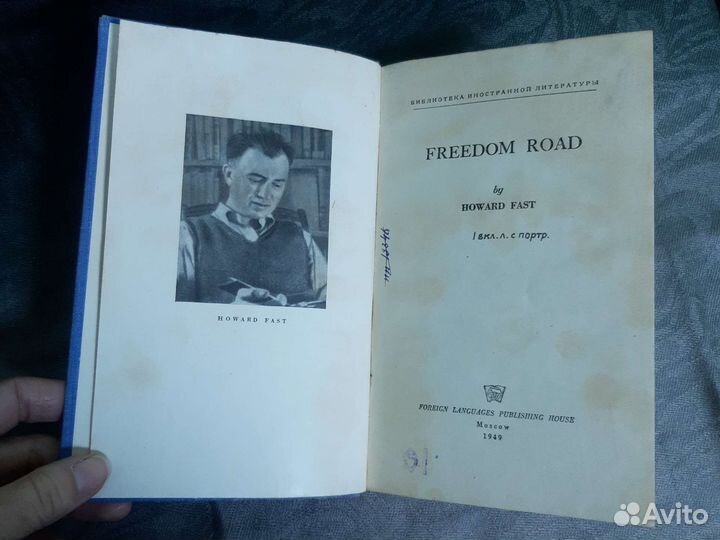 HOWARD FAST
БИБЛИОТЕКА ИНОСТРАННОЙ ЛИТЕРАТУРЫ
FREEDOM ROAD
by
HOWARD FAST
1 вкл. л. с портр.
FOREIGN LANGUAGES PUBLISHING HOUSE
Moscow
1949
Avito